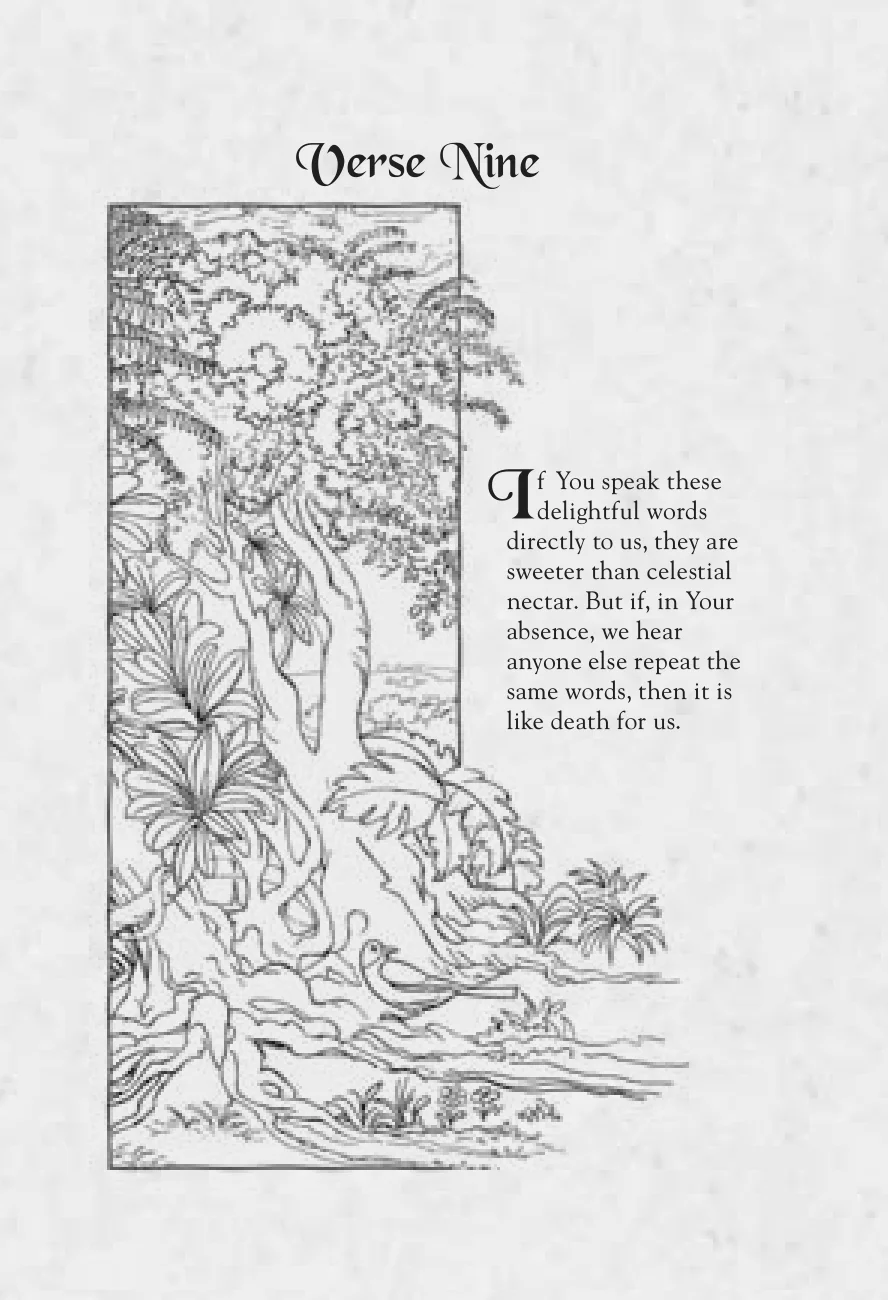 Verse Nine
If You speak these
delightful words
directly to us, they are
sweeter than celestial
nectar. But if, in Your
absence, we hear
anyone else repeat the
same words, then it is
like death for us.